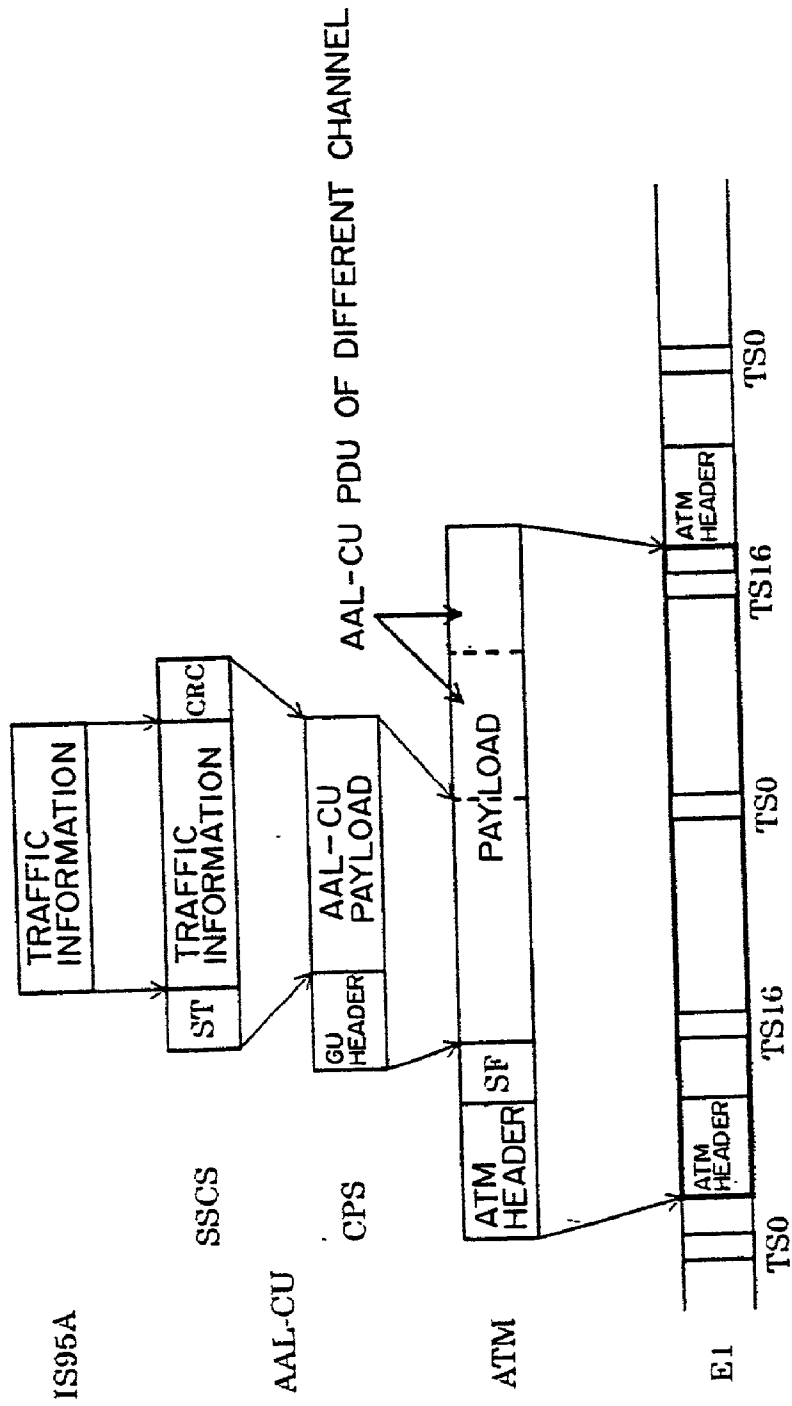 IS95A
TRAFFIC
INFORMATION
SSCS
ST
TRAFFIC
INFORMATION
CRC
AAL-CU
CPS
GU
HEADER
AAL-CU
PAYLOAD
AAL-CU PDU OF DIFFERENT CHANNEL
ATM
ATM
HEADER
SF
PAYLOAD
E1
ATM
HEADER
ATM
HEADER
TS0
TS16
TS0
TS16
TS0